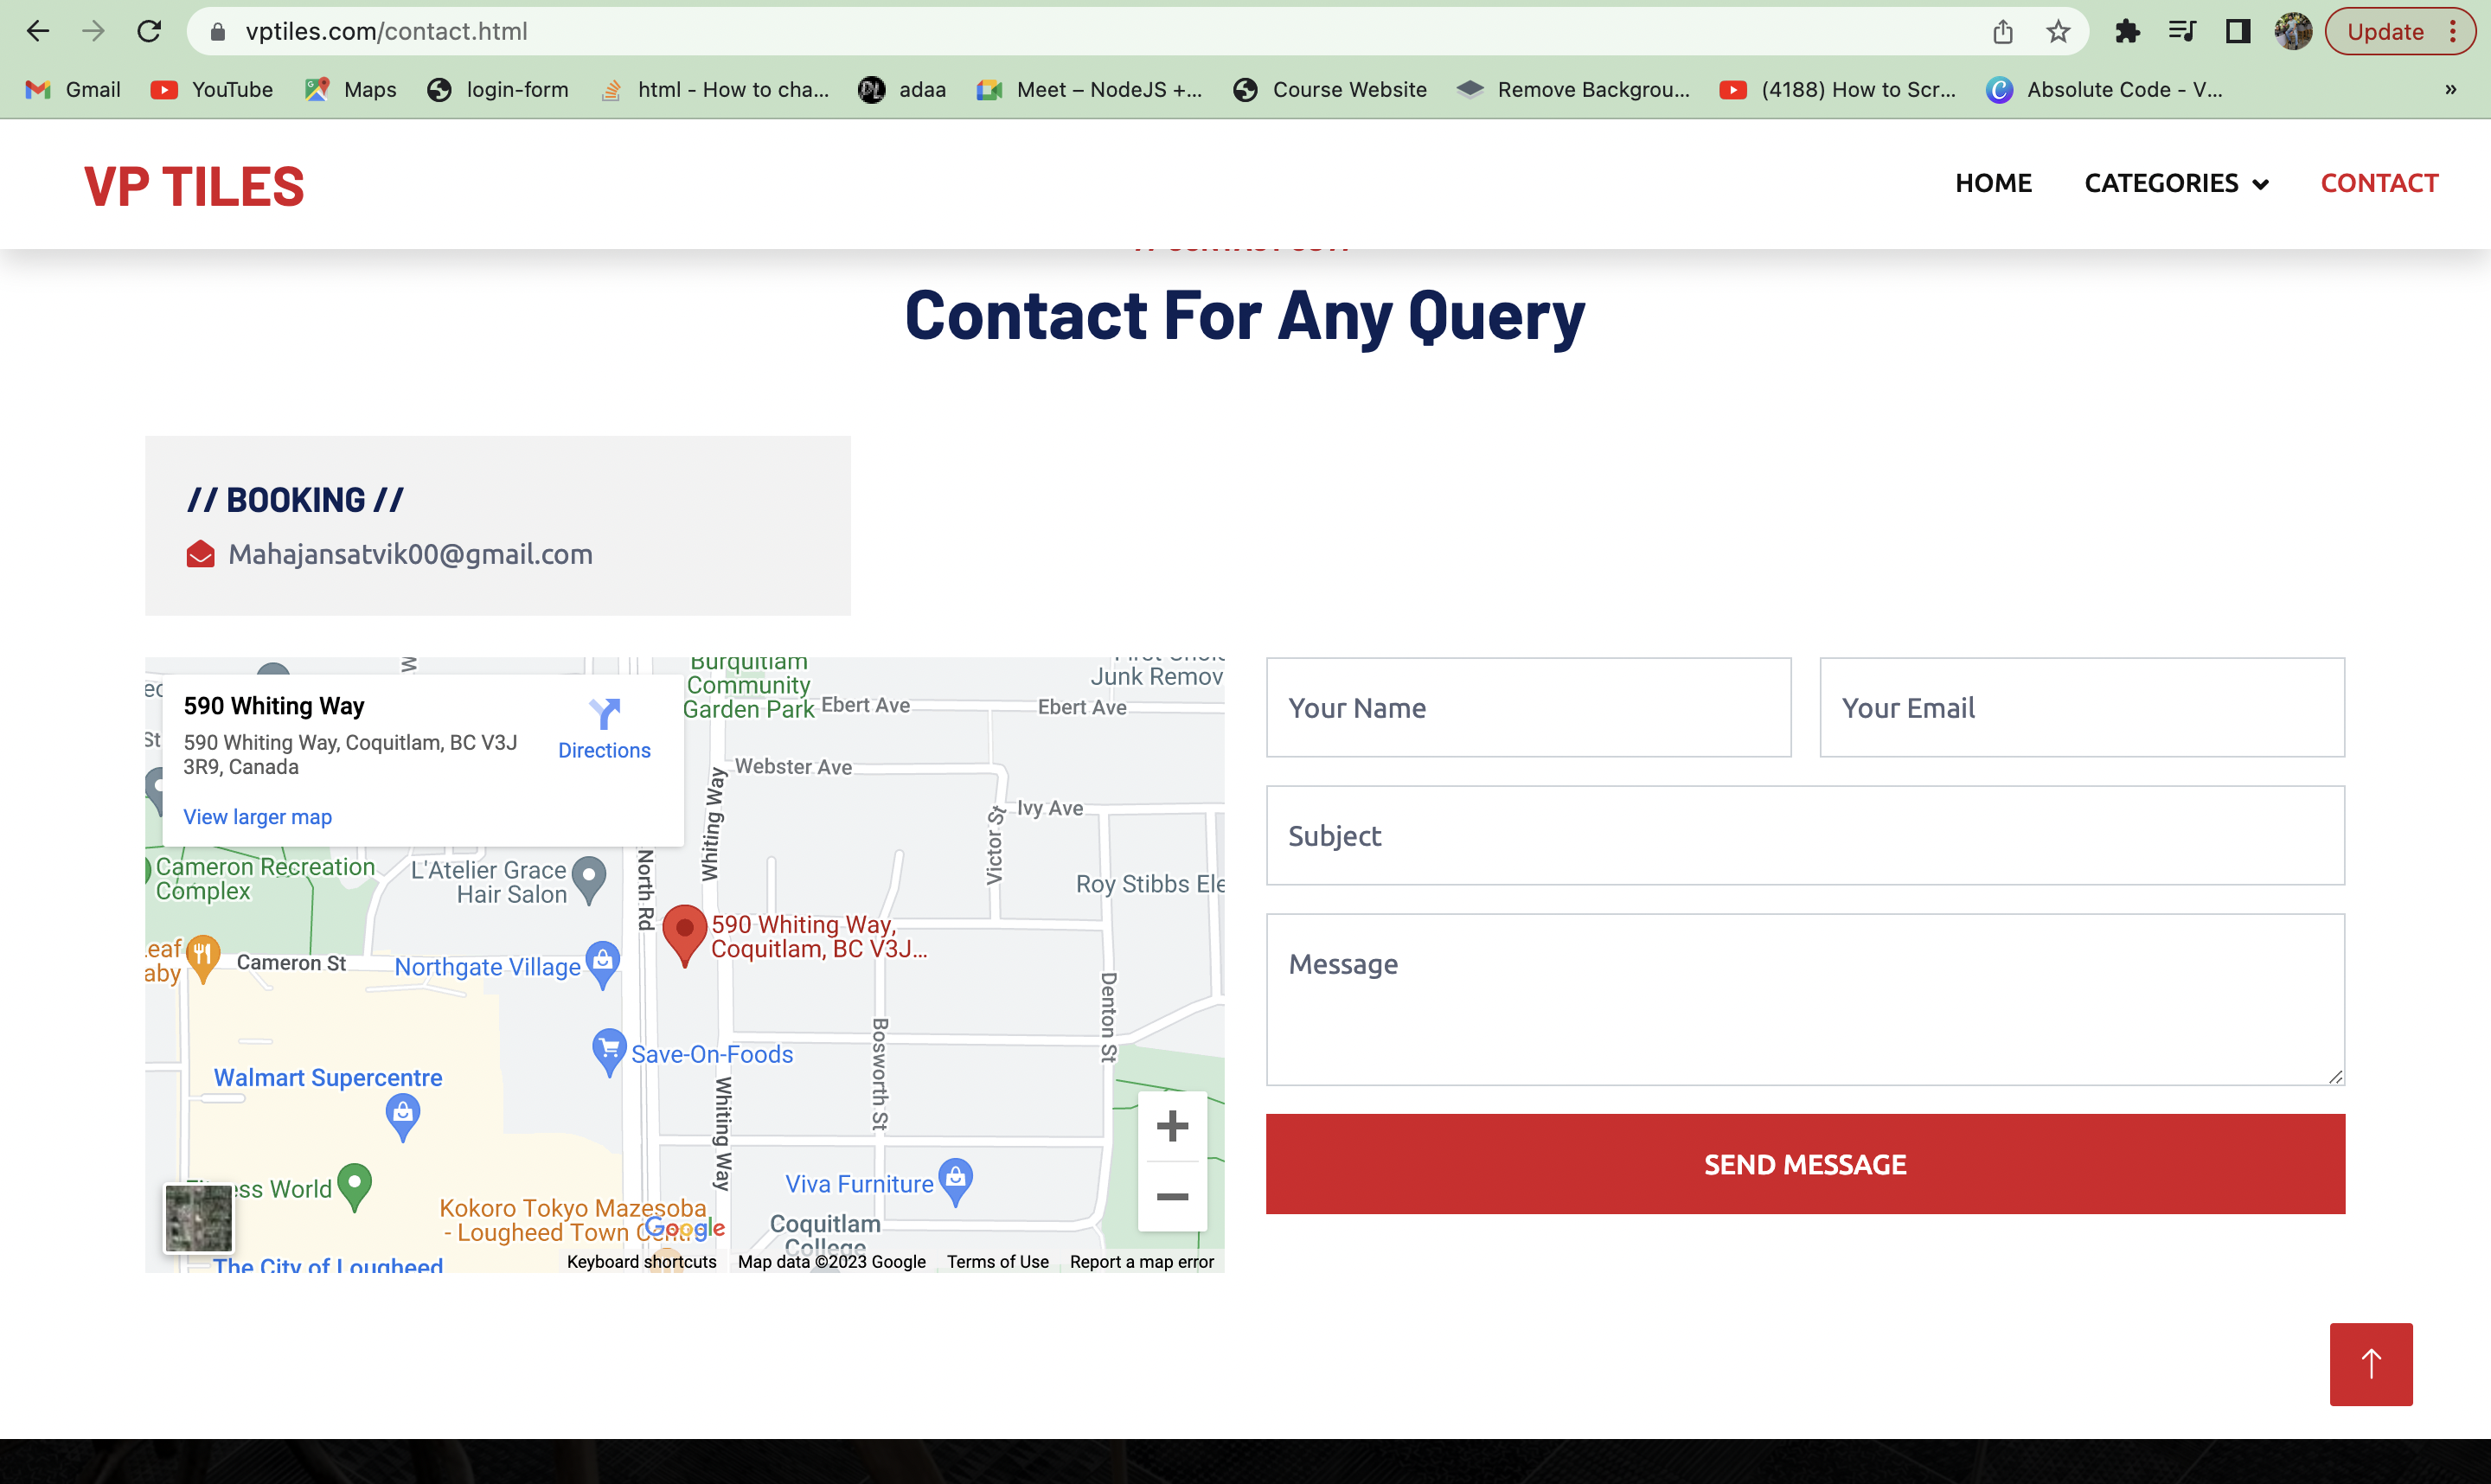 vptiles.com/contact.html
Update
Gmail
YouTube
Maps
login-form
html - How to cha...
adaa
Meet – NodeJS +...
Course Website
Remove Backgrou...
(4188) How to Scr...
Absolute Code - V...
»
VP TILES
HOME
CATEGORIES
CONTACT
Contact For Any Query
// BOOKING //
Mahajansatvik00@gmail.com
590 Whiting Way
590 Whiting Way, Coquitlam, BC V3J
3R9, Canada
View larger map
Directions
Burquitlam
Community
Garden Park
Ebert Ave
Ebert Ave
Junk Remov
Webster Ave
Whiting Way
Victor St
Ivy Ave
Cameron Recreation
Complex
L'Atelier Grace
Hair Salon
North Rd
Roy Stibbs Ele
590 Whiting Way,
Coquitlam, BC V3J...
Cameron St
Northgate Village
Denton St
Save-On-Foods
Bosworth St
Walmart Supercentre
Whiting Way
Viva Furniture
ess World
Kokoro Tokyo Mazesoba
- Lougheed Town
Google
Coquitlam
College
The City of Lougheed
Keyboard shortcuts
Map data ©2023 Google
Terms of Use
Report a map error
Your Name
Your Email
Subject
Message
SEND MESSAGE